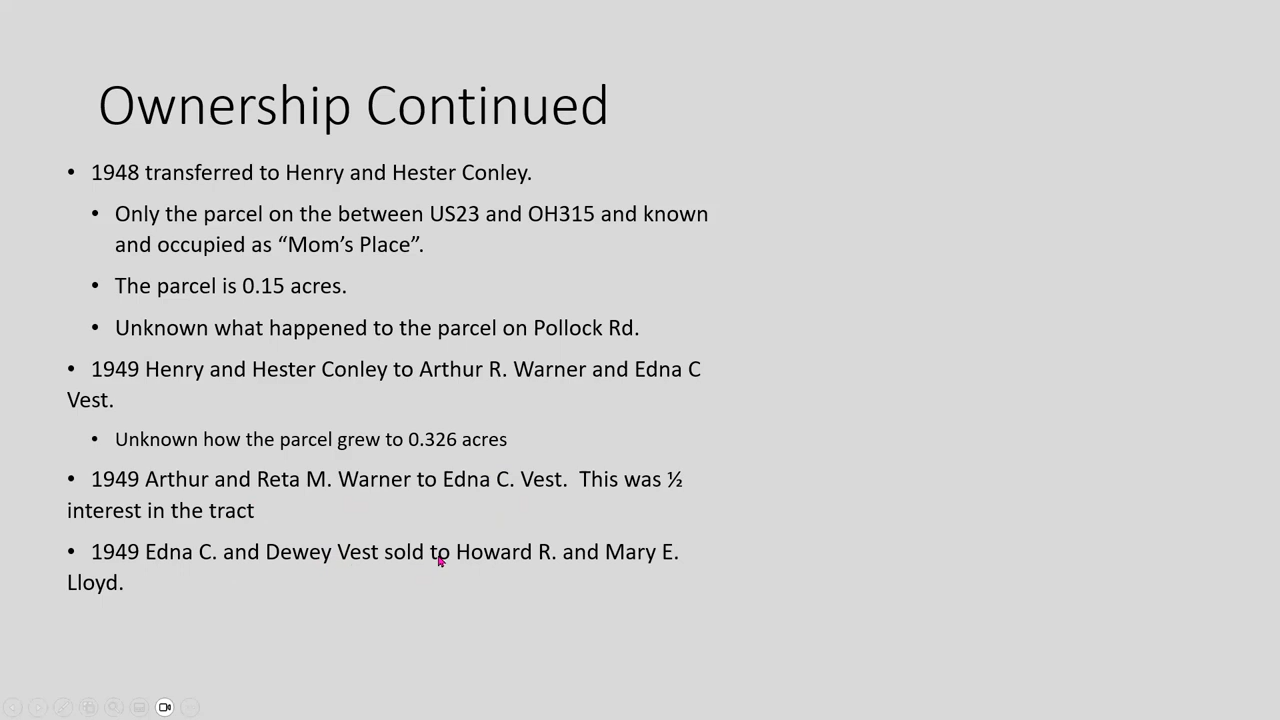 Ownership Continued
• 1948 transferred to Henry and Hester Conley.
• Only the parcel on the between US23 and OH315 and known
and occupied as “Mom’s Place”.
• The parcel is 0.15 acres.
• Unknown what happened to the parcel on Pollock Rd.
• 1949 Henry and Hester Conley to Arthur R. Warner and Edna C
Vest.
• Unknown how the parcel grew to 0.326 acres
• 1949 Arthur and Reta M. Warner to Edna C. Vest.  This was ½
interest in the tract
• 1949 Edna C. and Dewey Vest sold to Howard R. and Mary E.
Lloyd.